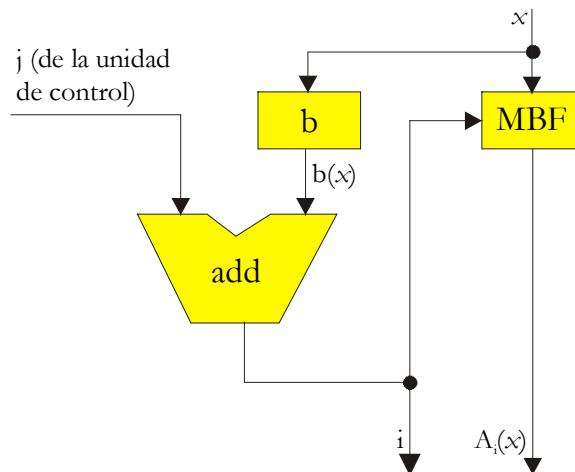 x
j (de la unidad
de control)
b
MBF
b(x)
add
i
Aᵢ(x)